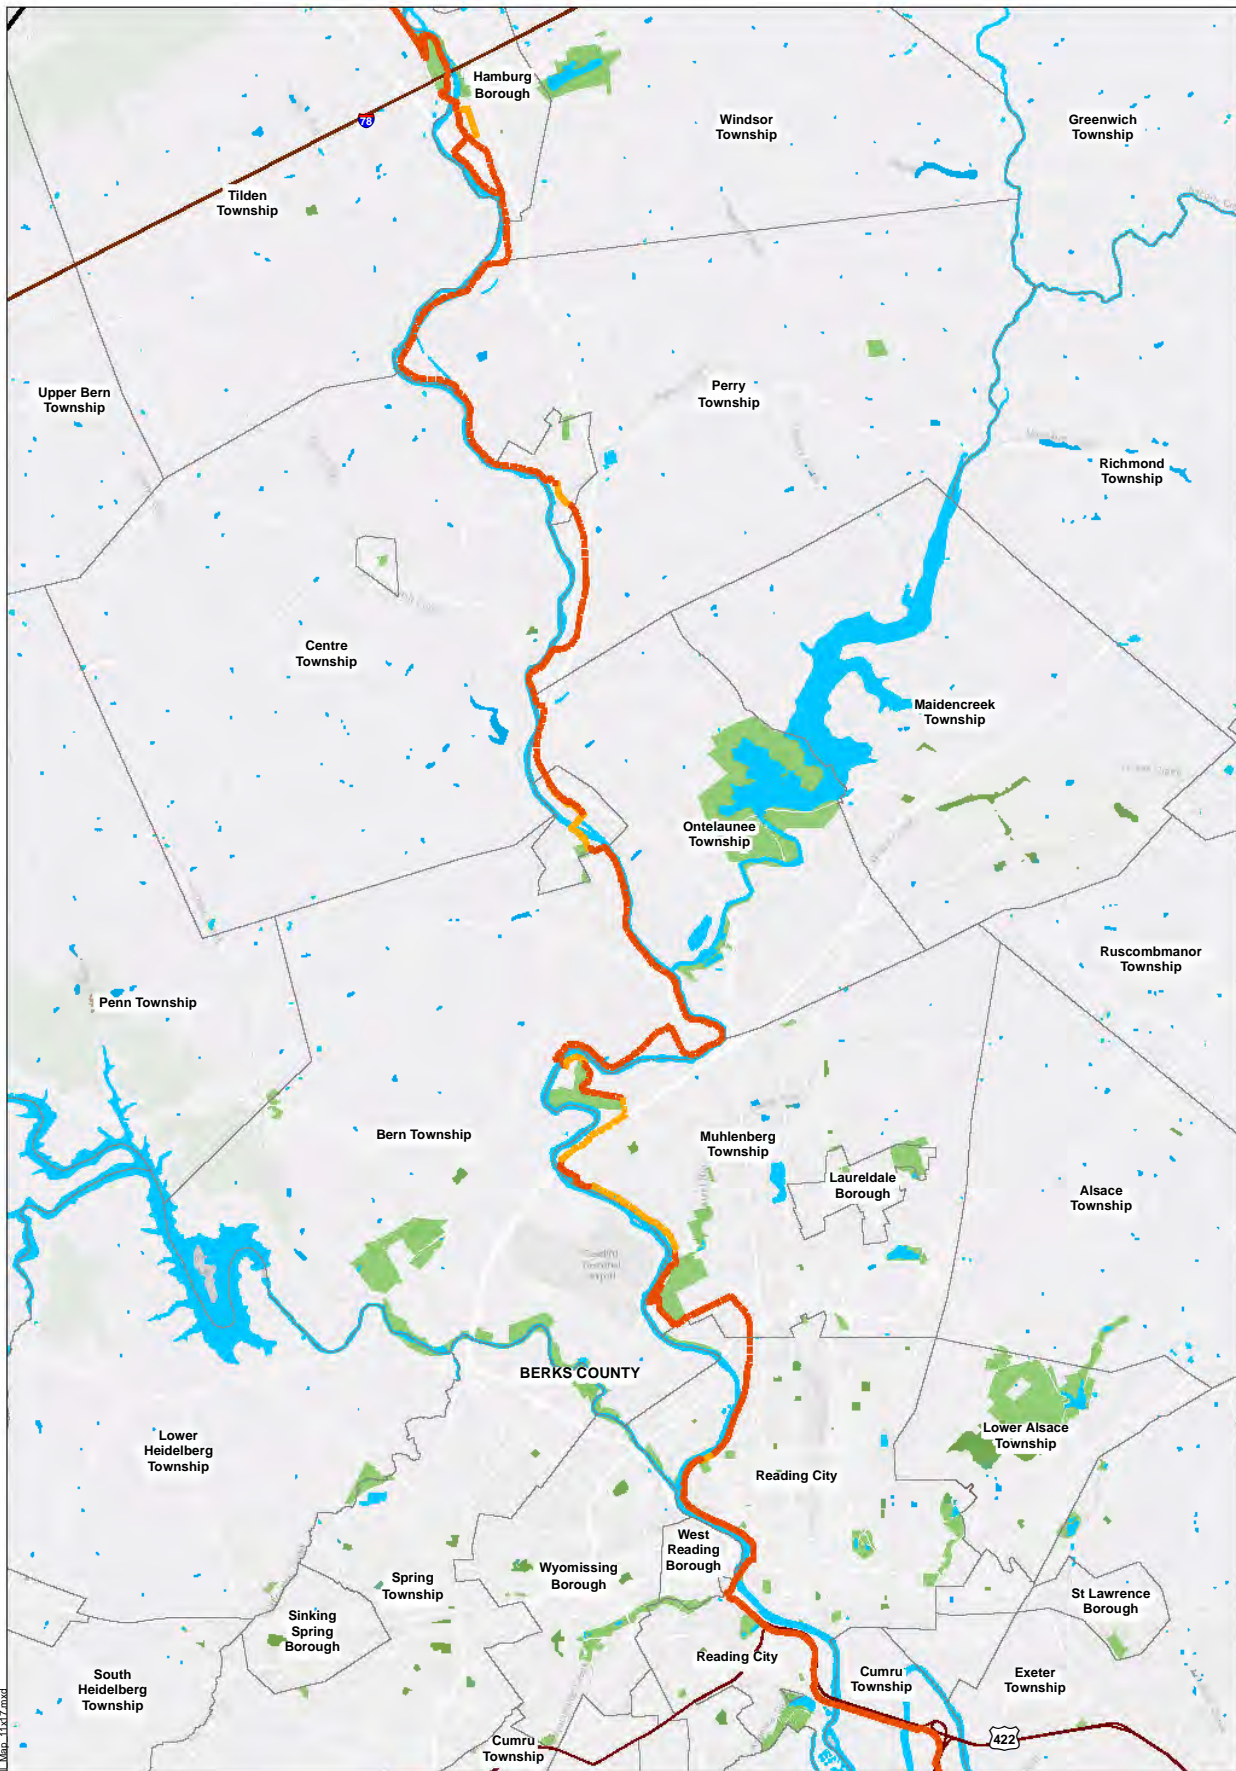 Hamburg
Borough
78
Windsor
Township
Greenwich
Township
Tilden
Township
Upper Bern
Township
Perry
Township
Richmond
Township
Centre
Township
Maidencreek
Township
Ontelaunee
Township
Ruscombmanor
Township
Penn Township
Bern Township
Muhlenberg
Township
Laureldale
Borough
Alsace
Township
BERKS COUNTY
Lower
Heidelberg
Township
Lower Alsace
Township
Reading City
West
Reading
Borough
Wyomissing
Borough
Spring
Township
St Lawrence
Borough
Sinking
Spring
Borough
Reading City
South
Heidelberg
Township
Cumru
Township
Exeter
Township
422
Cumru
Township
Map_11x17.mxd